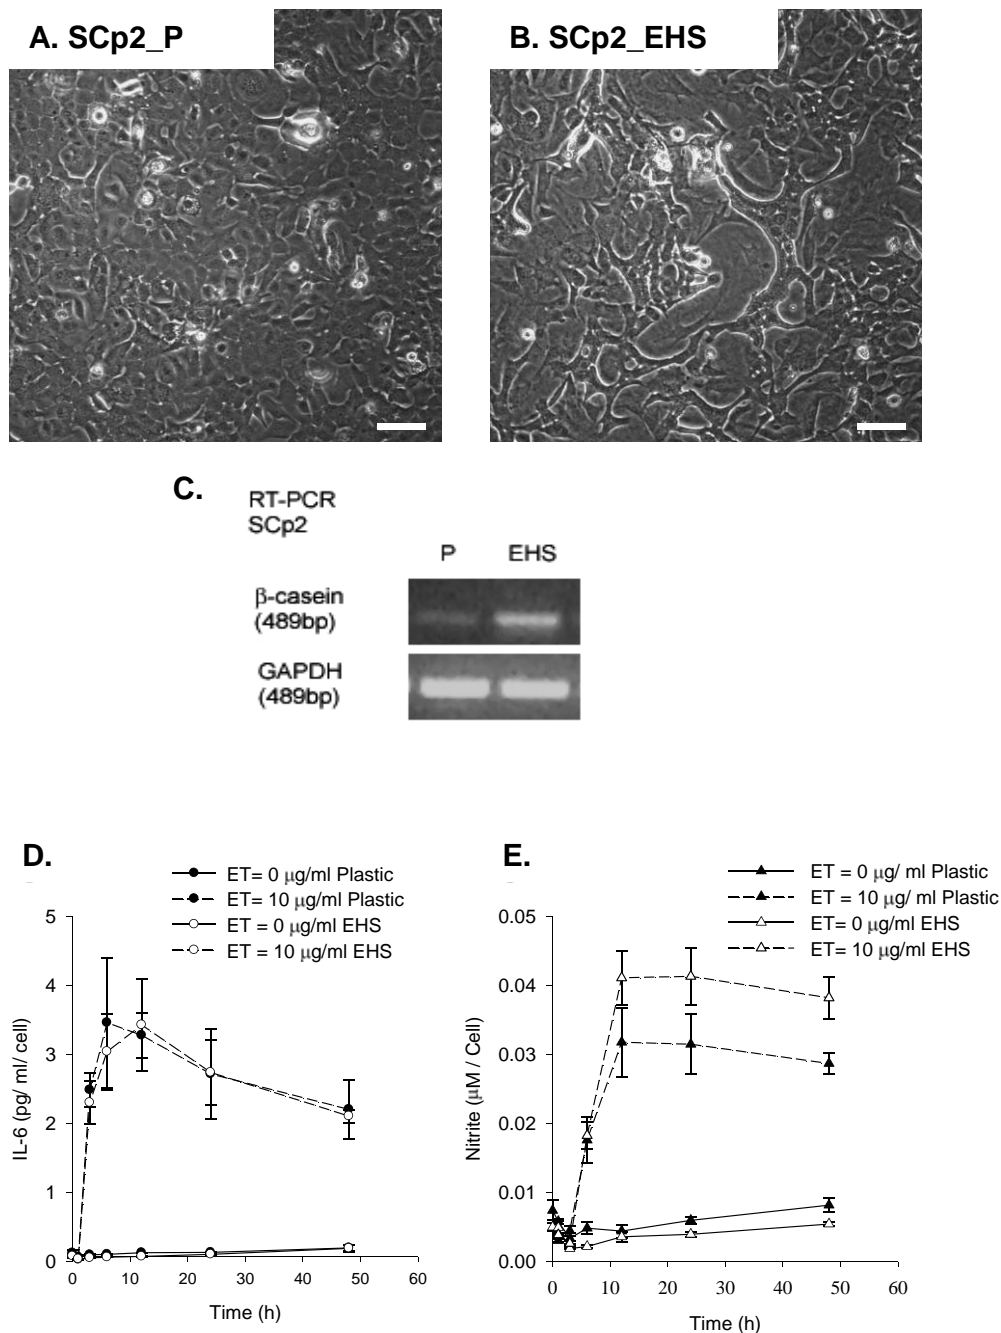 A. SCp2_P
B. SCp2_EHS
C.
RT-PCR
SCp2
P EHS
β-casein
(489bp)
GAPDH
(489bp)
D.
ET= 0 μg/ml Plastic
ET= 10 μg/ml Plastic
ET = 0 μg/ml EHS
ET = 10 μg/ml EHS
5
4
3
2
1
0
IL-6 (pg/ ml/ cell)
0 10 20 30 40 50 60
Time (h)
E.
ET = 0 μg/ ml Plastic
ET = 10 μg/ ml Plastic
ET= 0 μg/ml EHS
ET= 10 μg/ml EHS
0.05
0.04
0.03
0.02
0.01
0.00
Nitrite (μM / Cell)
0 10 20 30 40 50 60
Time (h)